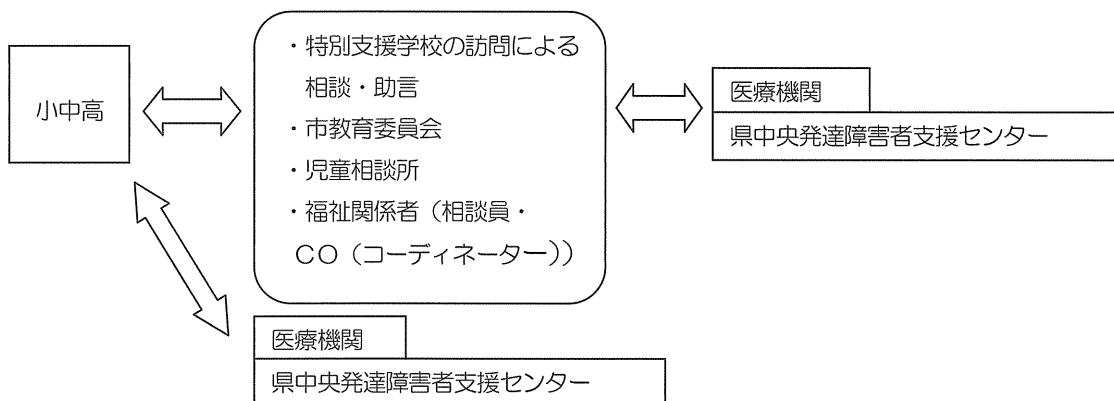 小中高
・特別支援学校の訪問による
相談・助言
・市教育委員会
・児童相談所
・福祉関係者(相談員・
CO(コーディネーター))
医療機関
県中央発達障害者支援センター
医療機関
県中央発達障害者支援センター